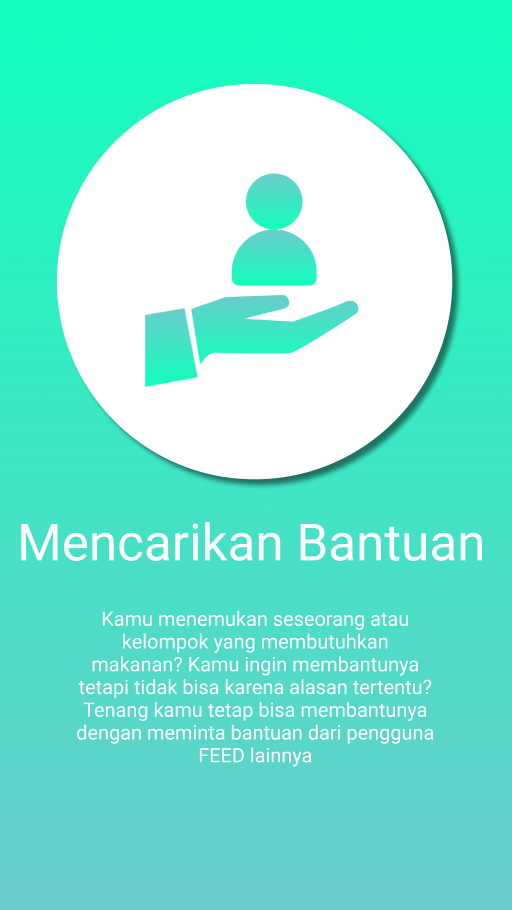 Mencarikan Bantuan
Kamu menemukan seseorang atau
kelompok yang membutuhkan
makanan? Kamu ingin membantunya
tetapi tidak bisa karena alasan tertentu?
Tenang kamu tetap bisa membantunya
dengan meminta bantuan dari pengguna
FEED lainnya